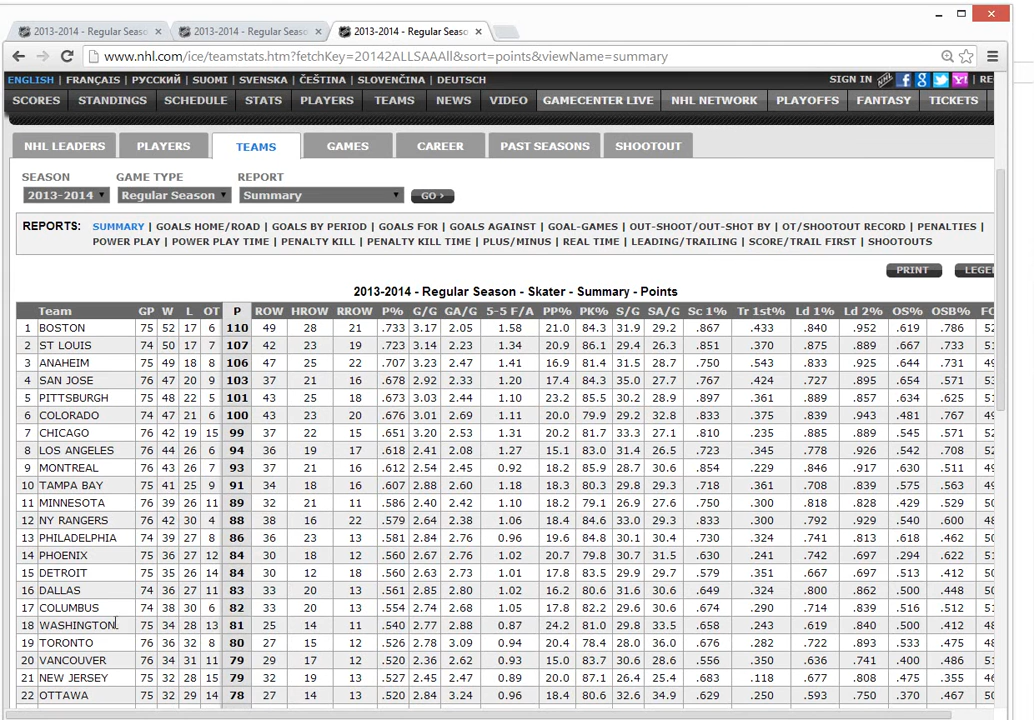 2013-2014 - Regular Seaso × 2013-2014 - Regular Seaso × 2013-2014 - Regular Seaso ×
www.nhl.com/ice/teamstats.htm?fetchKey=20142ALLSAAAll&sort=points&viewName=summary
ENGLISH | FRANÇAIS | РУССКИЙ | SUOMI | SVENSKA | ČEŠTINA | SLOVENČINA | DEUTSCH SIGN IN RE
SCORES STANDINGS SCHEDULE STATS PLAYERS TEAMS NEWS VIDEO GAMECENTER LIVE NHL NETWORK PLAYOFFS FANTASY TICKETS
NHL LEADERS PLAYERS TEAMS GAMES CAREER PAST SEASONS SHOOTOUT
SEASON GAME TYPE REPORT
2013-2014 Regular Season Summary GO >
REPORTS: SUMMARY | GOALS HOME/ROAD | GOALS BY PERIOD | GOALS FOR | GOALS AGAINST | GOAL-GAMES | OUT-SHOOT/OUT-SHOT BY | OT/SHOOTOUT RECORD | PENALTIES |
POWER PLAY | POWER PLAY TIME | PENALTY KILL | PENALTY KILL TIME | PLUS/MINUS | REAL TIME | LEADING/TRAILING | SCORE/TRAIL FIRST | SHOOTOUTS
PRINT LEGE
2013-2014 - Regular Season - Skater - Summary - Points
Team GP W L OT P ROW HROW RROW P% G/G GA/G 5-5 F/A PP% PK% S/G SA/G Sc 1% Tr 1st% Ld 1% Ld 2% OS% OSB% FO
1 BOSTON 75 52 17 6 110 49 28 21 .733 3.17 2.05 1.58 21.0 84.3 31.9 29.2 .867 .433 .840 .952 .619 .786 52
2 ST LOUIS 74 50 17 7 107 42 23 19 .723 3.14 2.23 1.34 20.9 86.1 29.4 26.3 .851 .370 .875 .889 .667 .733 50
3 ANAHEIM 75 49 18 8 106 47 25 22 .707 3.23 2.47 1.41 16.9 81.4 31.5 28.7 .750 .543 .833 .925 .644 .731 49
4 SAN JOSE 76 47 20 9 103 37 21 16 .678 2.92 2.33 1.20 17.4 84.3 35.0 27.7 .767 .424 .727 .895 .654 .571 53
5 PITTSBURGH 75 48 22 5 101 43 25 18 .673 3.03 2.44 1.10 23.2 85.5 30.2 28.9 .897 .361 .889 .857 .634 .625 50
6 COLORADO 74 47 21 6 100 43 23 20 .676 3.01 2.69 1.11 20.0 79.9 29.2 32.8 .833 .375 .839 .943 .481 .767 48
7 CHICAGO 76 42 19 15 99 37 22 15 .651 3.20 2.53 1.31 20.2 81.7 33.3 27.1 .810 .235 .885 .889 .545 .571 50
8 LOS ANGELES 76 44 26 6 94 36 19 17 .618 2.41 2.08 1.27 15.1 83.0 31.4 26.5 .723 .345 .778 .926 .542 .708 52
9 MONTREAL 76 43 26 7 93 37 21 16 .612 2.54 2.45 0.92 18.2 85.9 28.7 30.6 .854 .229 .846 .917 .630 .511 49
10 TAMPA BAY 75 41 25 9 91 34 18 16 .607 2.88 2.60 1.18 18.3 80.3 29.8 29.3 .718 .361 .708 .839 .575 .563 50
11 MINNESOTA 76 39 26 11 89 32 21 11 .586 2.40 2.42 1.10 18.2 79.1 26.6 27.9 .750 .300 .818 .828 .429 .529 50
12 NY RANGERS 76 42 30 4 88 38 16 22 .579 2.64 2.38 1.06 18.4 84.6 33.0 29.3 .833 .300 .792 .929 .540 .600 48
13 PHILADELPHIA 74 39 27 8 86 36 23 13 .581 2.84 2.76 0.96 19.6 84.8 30.1 30.4 .730 .324 .741 .813 .618 .462 50
14 PHOENIX 75 36 27 12 84 30 18 12 .560 2.67 2.76 1.02 20.7 79.8 30.7 31.5 .630 .241 .742 .697 .294 .622 51
15 DETROIT 75 35 26 14 84 30 12 18 .560 2.63 2.73 1.01 17.8 82.5 29.9 29.7 .579 .351 .667 .697 .513 .412 50
16 DALLAS 74 36 27 11 83 33 20 13 .561 2.85 2.80 1.02 16.2 80.6 31.6 30.6 .649 .324 .800 .862 .500 .448 50
17 COLUMBUS 74 38 30 6 82 33 20 13 .554 2.74 2.68 1.05 17.8 82.2 29.6 30.6 .674 .290 .714 .839 .516 .512 50
18 WASHINGTON 75 34 28 13 81 25 14 11 .540 2.77 2.88 0.87 24.2 81.0 29.8 33.5 .658 .243 .619 .840 .500 .432 49
19 TORONTO 76 36 32 8 80 27 15 12 .526 2.78 3.09 0.94 20.4 78.4 28.0 36.0 .706 .282 .722 .893 .533 .475 48
20 VANCOUVER 76 34 31 11 79 29 17 12 .520 2.36 2.62 0.93 15.0 83.7 30.6 28.6 .556 .350 .636 .741 .400 .486 51
21 NEW JERSEY 75 32 28 15 79 32 19 13 .527 2.45 2.47 0.89 20.0 87.1 26.4 25.4 .683 .118 .677 .808 .475 .355 48
22 OTTAWA 75 32 29 14 78 27 14 13 .520 2.84 3.24 0.96 18.4 80.6 32.6 34.9 .629 .250 .593 .750 .370 .467 50